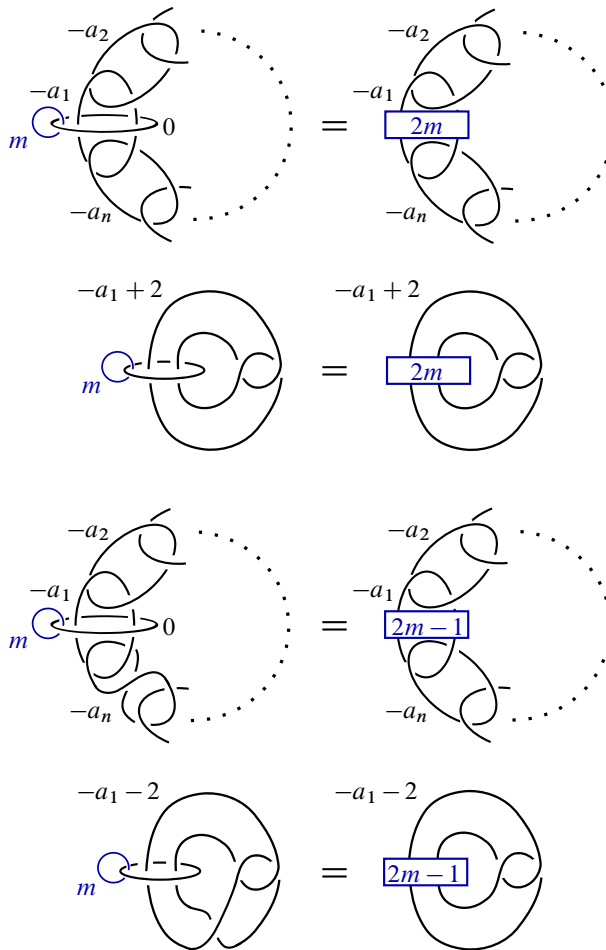 −a₂ −a₂
−a₁ −a₁
m 0 = 2m
−aₙ −aₙ
−a₁ + 2 −a₁ + 2
m = 2m
−a₂ −a₂
−a₁ −a₁
m 0 = 2m − 1
−aₙ −aₙ
−a₁ − 2 −a₁ − 2
m = 2m − 1